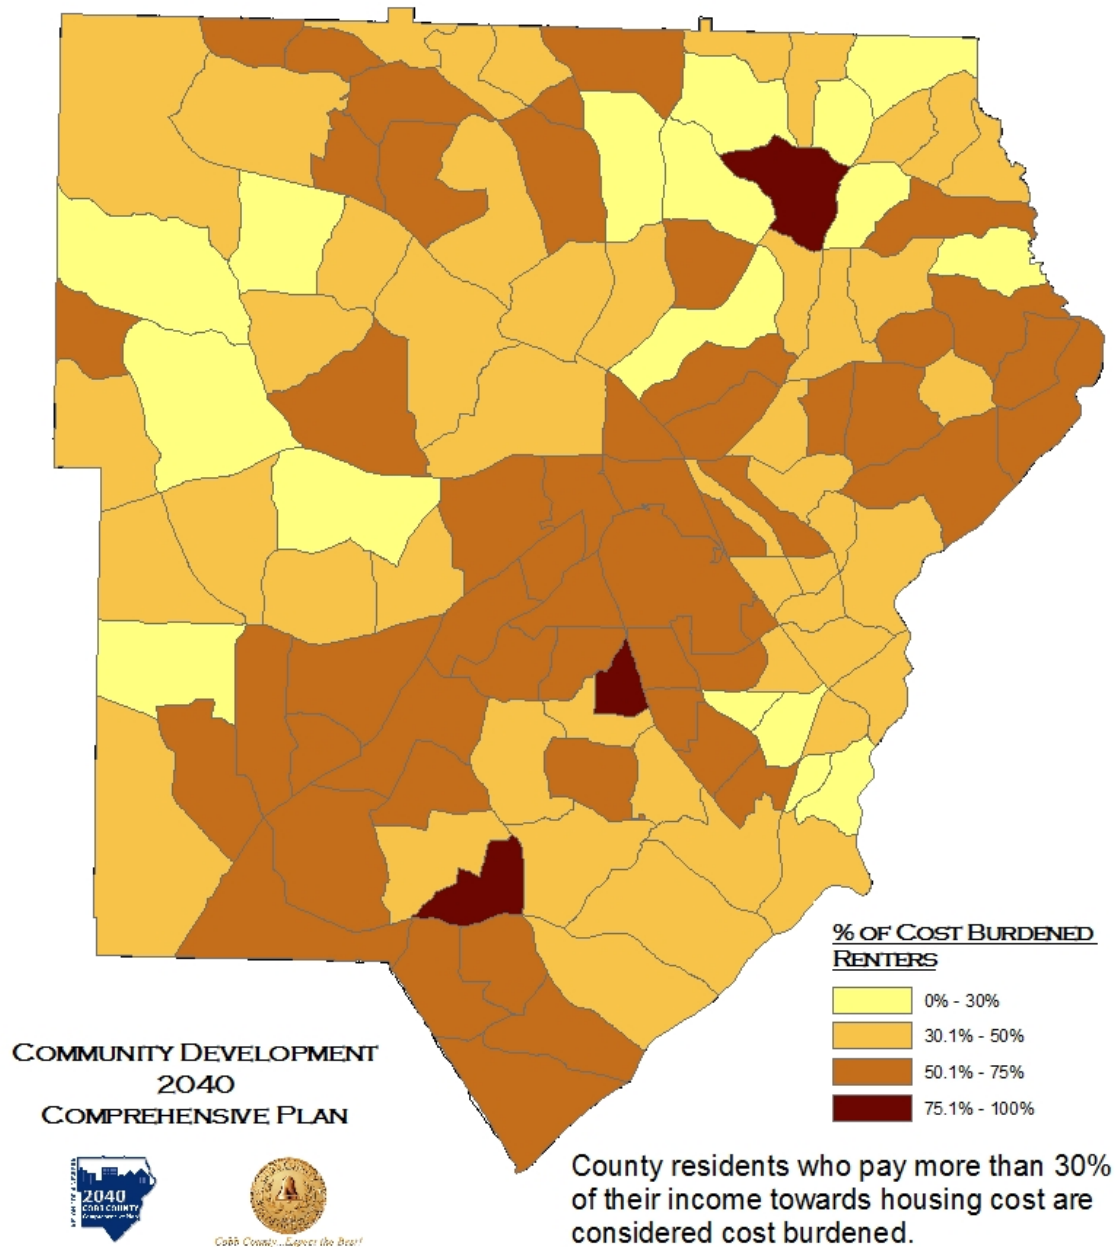 % OF COST BURDENED
RENTERS
0% - 30%
30.1% - 50%
50.1% - 75%
75.1% - 100%
COMMUNITY DEVELOPMENT
2040
COMPREHENSIVE PLAN
2040
COBB COUNTY
Cobb County...Expect the Best!
County residents who pay more than 30%
of their income towards housing cost are
considered cost burdened.